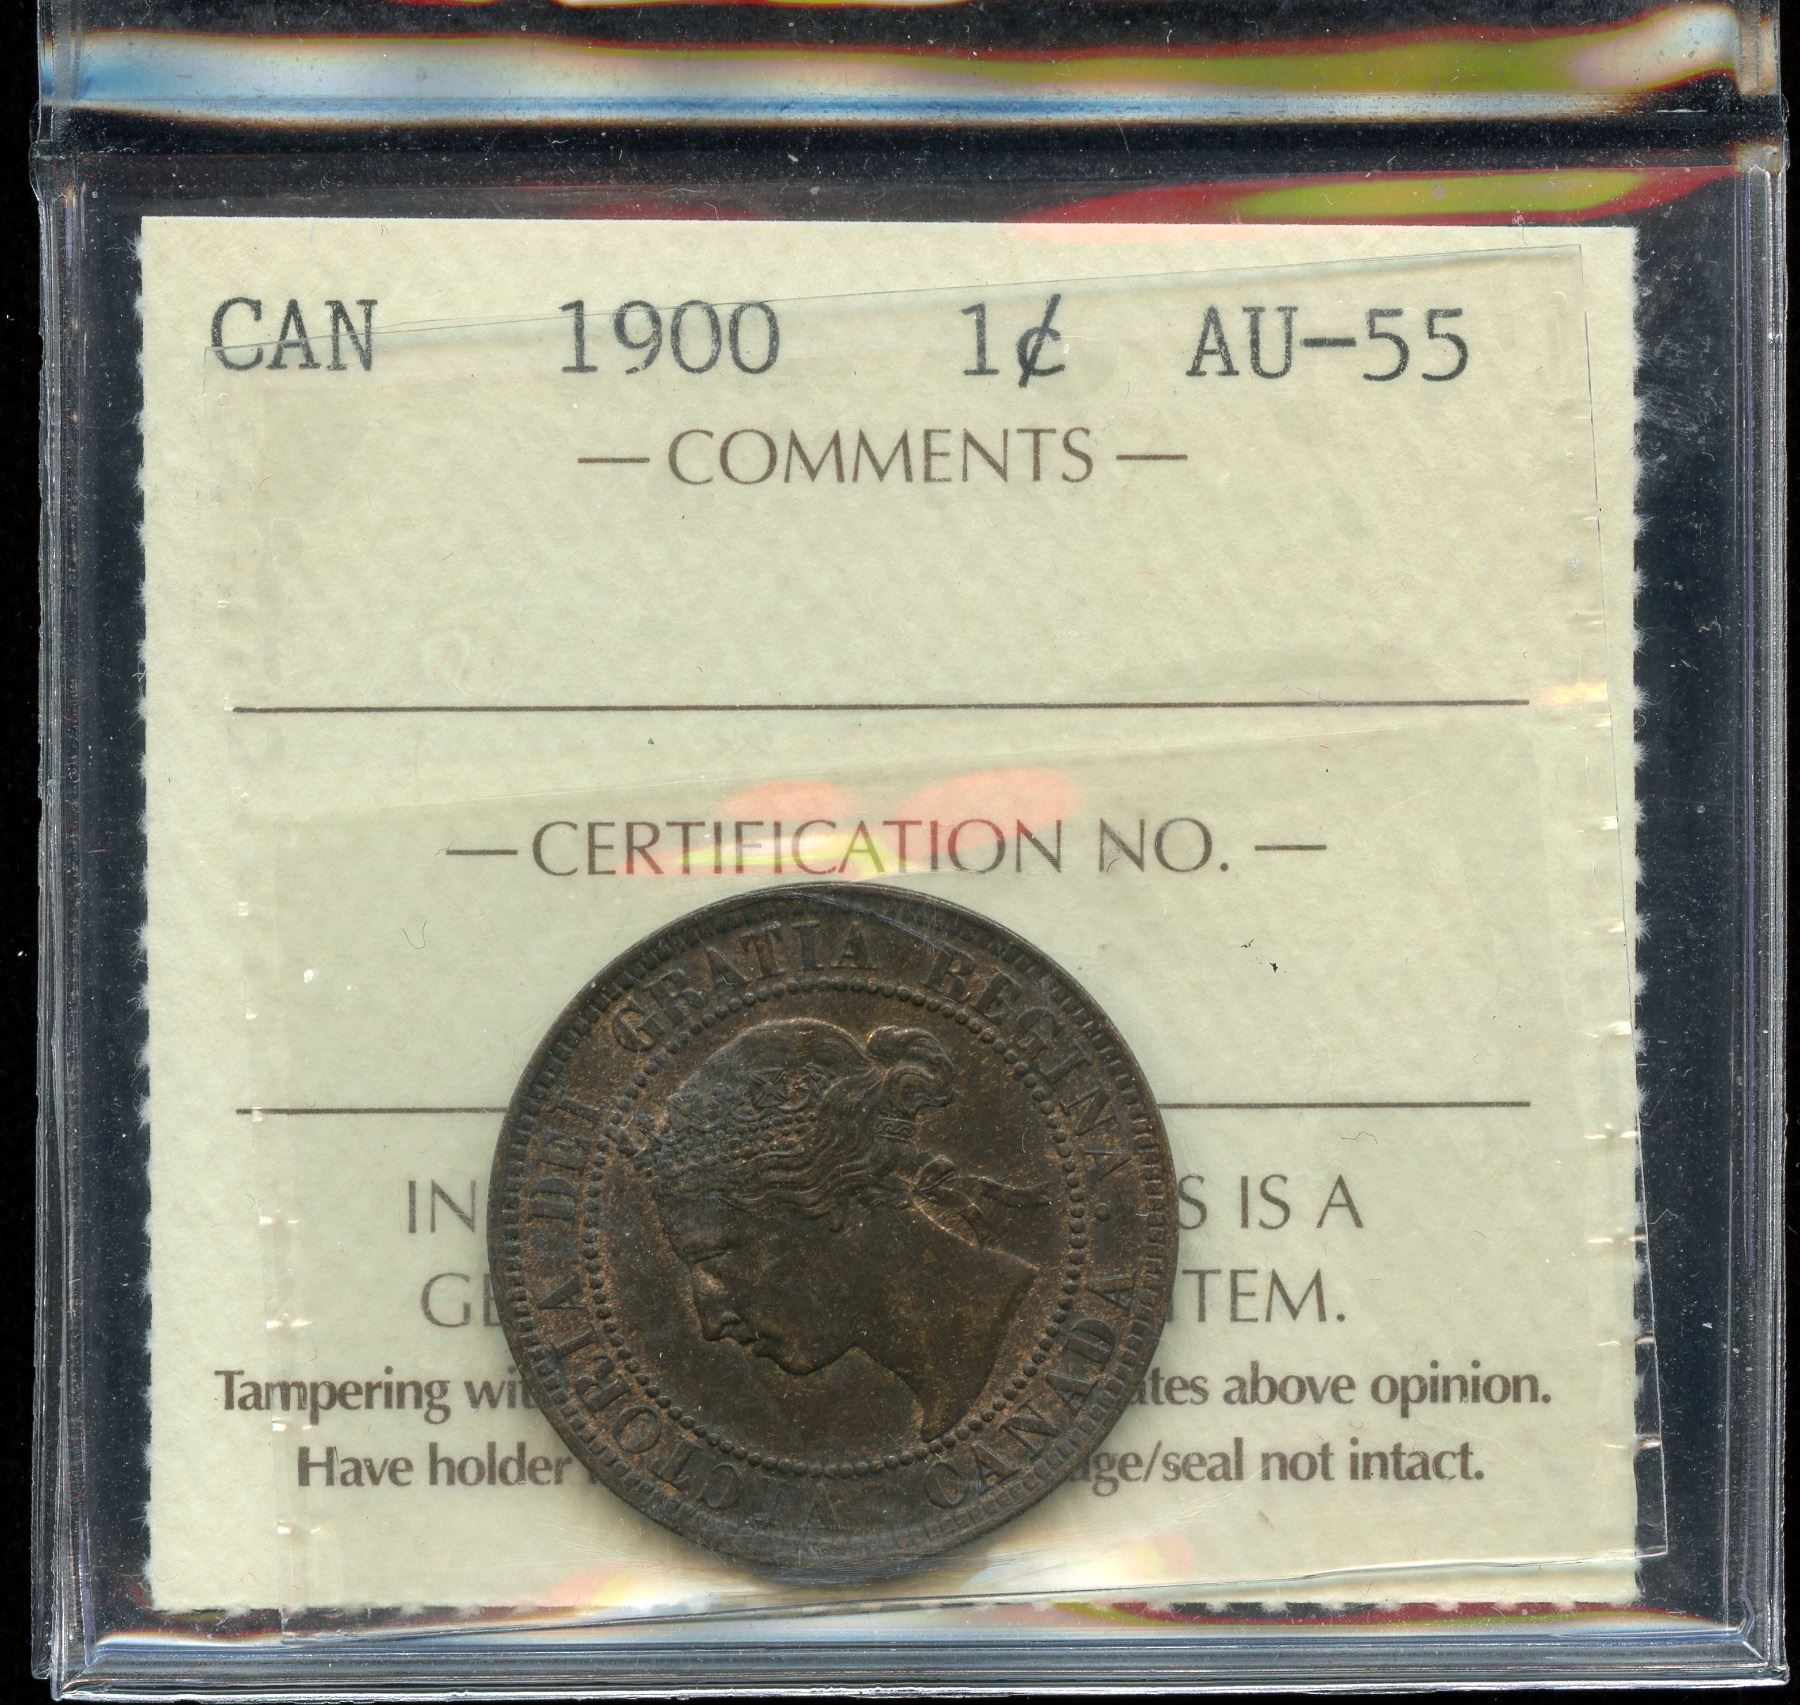 CAN 1900 1¢ AU-55
— COMMENTS —
— CERTIFICATION NO. —
IN S IS A
GE ITEM.
Tampering wit ates above opinion.
Have holder age/seal not intact.
VICTORIA DEI GRATIA REGINA. CANADA